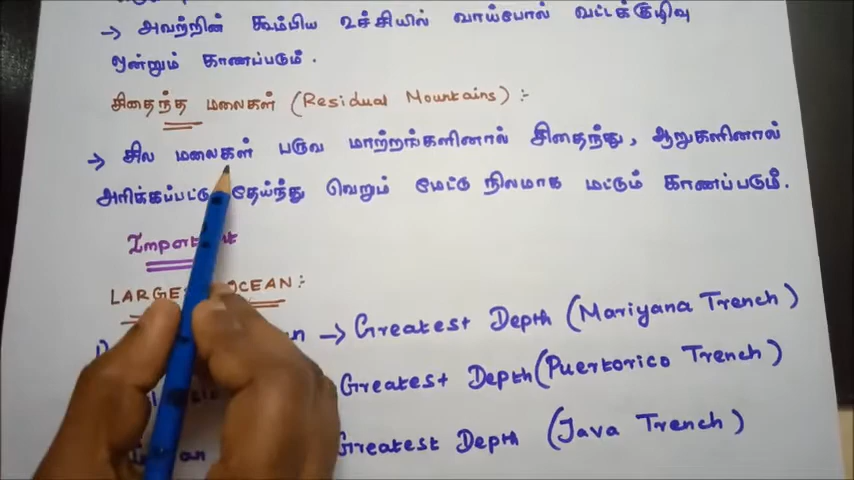 → அவற்றின் கூம்பிய உச்சியில் வாய்போல் வட்டக்குழிவு
ஒன்றும் காணப்படும்.
சிதைந்த மலைகள் (Residual Mountains) :-
→ சில மலைகள் பருவ மாற்றங்களினால் சிதைந்து, ஆறுகளினால்
அரிக்கப்பட்டு தேய்ந்து வெறும் மேட்டு நிலமாக மட்டும் காணப்படும்.
OCEAN :-
→ Greatest Depth (Mariyana Trench)
Greatest Depth (Puertorico Trench)
Greatest Depth (Java Trench)